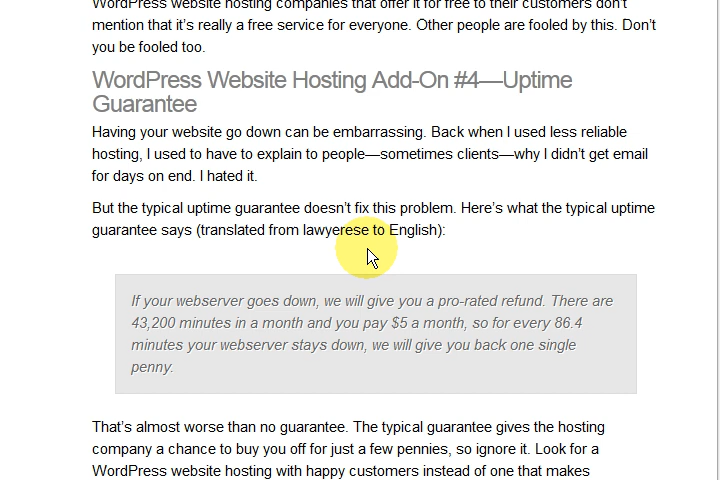 WordPress website hosting companies that offer it for free to their customers don't
mention that it's really a free service for everyone. Other people are fooled by this. Don't
you be fooled too.
WordPress Website Hosting Add-On #4—Uptime
Guarantee
Having your website go down can be embarrassing. Back when I used less reliable
hosting, I used to have to explain to people—sometimes clients—why I didn't get email
for days on end. I hated it.
But the typical uptime guarantee doesn't fix this problem. Here's what the typical uptime
guarantee says (translated from lawyerese to English):
If your webserver goes down, we will give you a pro-rated refund. There are
43,200 minutes in a month and you pay $5 a month, so for every 86.4
minutes your webserver stays down, we will give you back one single
penny.
That's almost worse than no guarantee. The typical guarantee gives the hosting
company a chance to buy you off for just a few pennies, so ignore it. Look for a
WordPress website hosting with happy customers instead of one that makes